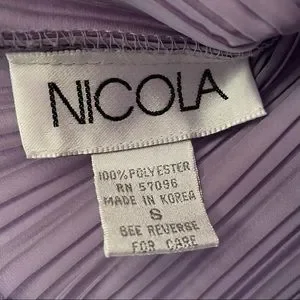 NICOLA
100% POLYESTER
RN 57096
MADE IN KOREA
S
SEE REVERSE
FOR CARE